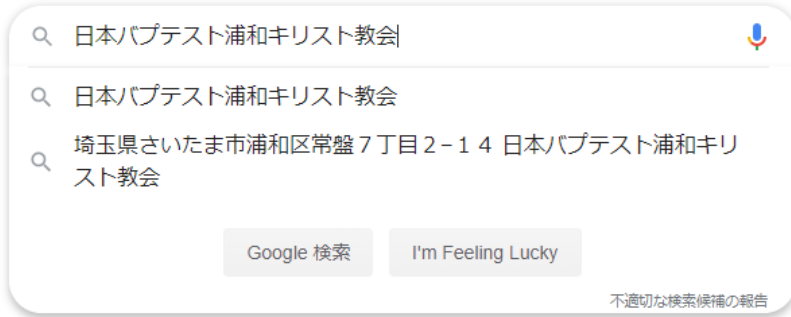 日本バプテスト浦和キリスト教会
日本バプテスト浦和キリスト教会
埼玉県さいたま市浦和区常盤７丁目２−１４ 日本バプテスト浦和キリ
スト教会
Google 検索
I'm Feeling Lucky
不適切な検索候補の報告